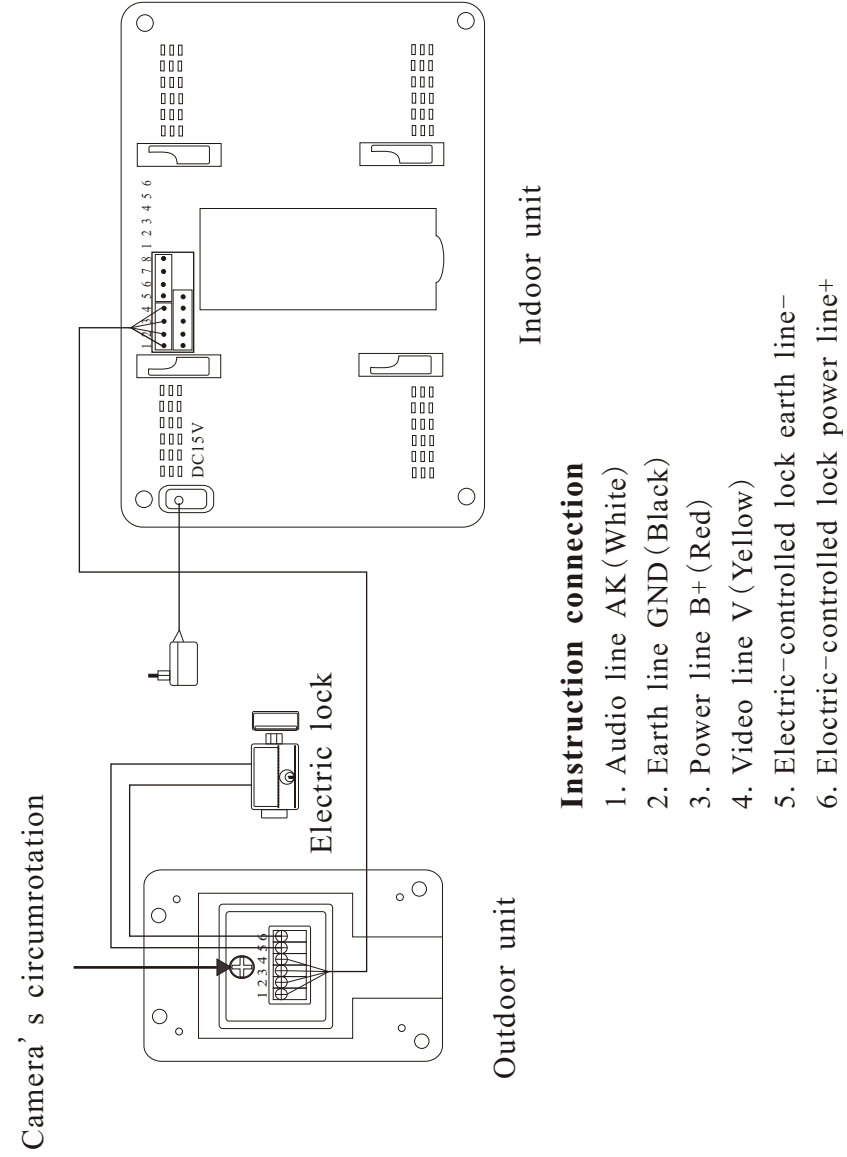 Camera's circumrotation
1 2 3 4 5 6
Outdoor unit
Electric lock
DC15V
1 2 3 4 5 6 7 8 1 2 3 4 5 6
Indoor unit
Instruction connection
1. Audio line AK(White)
2. Earth line GND(Black)
3. Power line B+(Red)
4. Video line V(Yellow)
5. Electric-controlled lock earth line-
6. Eloctric-controlled lock power line+